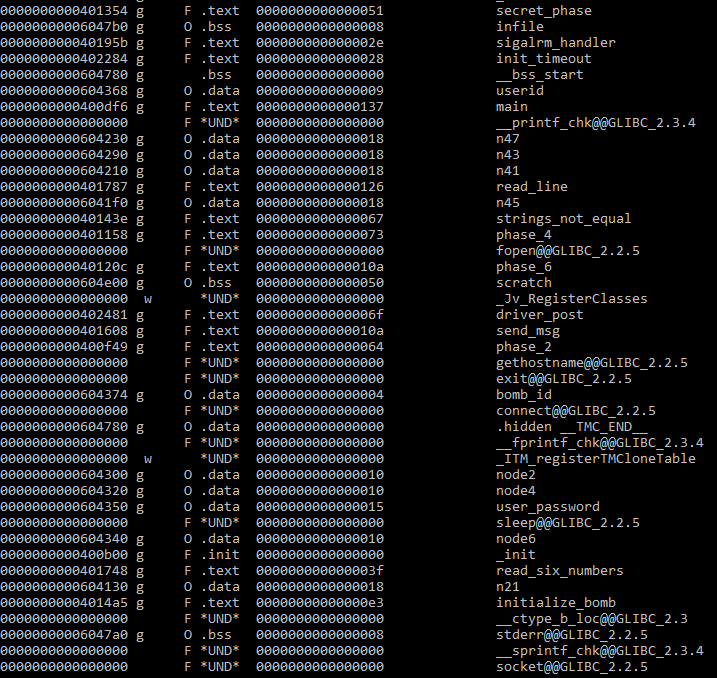 0000000000401354 g     F .text  0000000000000051              secret_phase
00000000006047b0 g     O .bss   0000000000000008              infile
000000000040195b g     F .text  000000000000002e              sigalrm_handler
0000000000402284 g     F .text  0000000000000028              init_timeout
0000000000604780 g       .bss   0000000000000000              __bss_start
0000000000604368 g     O .data  0000000000000009              userid
0000000000400df6 g     F .text  0000000000000137              main
0000000000000000       F *UND*  0000000000000000              __printf_chk@@GLIBC_2.3.4
0000000000604230 g     O .data  0000000000000018              n47
0000000000604290 g     O .data  0000000000000018              n43
0000000000604210 g     O .data  0000000000000018              n41
0000000000401787 g     F .text  0000000000000126              read_line
00000000006041f0 g     O .data  0000000000000018              n45
000000000040143e g     F .text  0000000000000067              strings_not_equal
0000000000401158 g     F .text  0000000000000073              phase_4
0000000000000000       F *UND*  0000000000000000              fopen@@GLIBC_2.2.5
000000000040120c g     F .text  000000000000010a              phase_6
0000000000604e00 g     O .bss   0000000000000050              scratch
0000000000000000  w      *UND*  0000000000000000              _Jv_RegisterClasses
0000000000402481 g     F .text  000000000000006f              driver_post
0000000000401608 g     F .text  000000000000010a              send_msg
0000000000400f49 g     F .text  0000000000000064              phase_2
0000000000000000       F *UND*  0000000000000000              gethostname@@GLIBC_2.2.5
0000000000000000       F *UND*  0000000000000000              exit@@GLIBC_2.2.5
0000000000604374 g     O .data  0000000000000004              bomb_id
0000000000000000       F *UND*  0000000000000000              connect@@GLIBC_2.2.5
0000000000604780 g     O .data  0000000000000000              .hidden __TMC_END__
0000000000000000       F *UND*  0000000000000000              __fprintf_chk@@GLIBC_2.3.4
0000000000000000  w      *UND*  0000000000000000              _ITM_registerTMCloneTable
0000000000604300 g     O .data  0000000000000010              node2
0000000000604320 g     O .data  0000000000000010              node4
0000000000604350 g     O .data  0000000000000015              user_password
0000000000000000       F *UND*  0000000000000000              sleep@@GLIBC_2.2.5
0000000000604340 g     O .data  0000000000000010              node6
0000000000400b00 g     F .init  0000000000000000              _init
0000000000401748 g     F .text  000000000000003f              read_six_numbers
0000000000604130 g     O .data  0000000000000018              n21
00000000004014a5 g     F .text  00000000000000e3              initialize_bomb
0000000000000000       F *UND*  0000000000000000              __ctype_b_loc@@GLIBC_2.3
00000000006047a0 g     O .bss   0000000000000008              stderr@@GLIBC_2.2.5
0000000000000000       F *UND*  0000000000000000              __sprintf_chk@@GLIBC_2.3.4
0000000000000000       F *UND*  0000000000000000              socket@@GLIBC_2.2.5